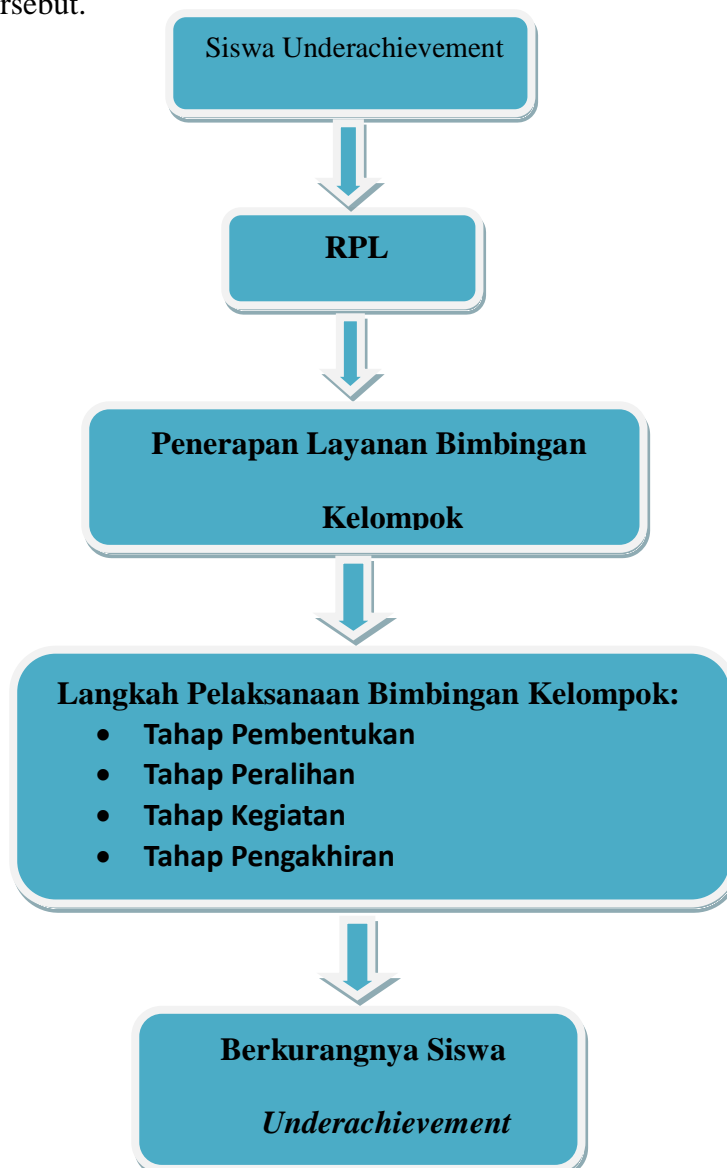 rsebut.
Siswa Underachievement
RPL
Penerapan Layanan Bimbingan
Kelompok
Langkah Pelaksanaan Bimbingan Kelompok:
• Tahap Pembentukan
• Tahap Peralihan
• Tahap Kegiatan
• Tahap Pengakhiran
Berkurangnya Siswa
Underachievement